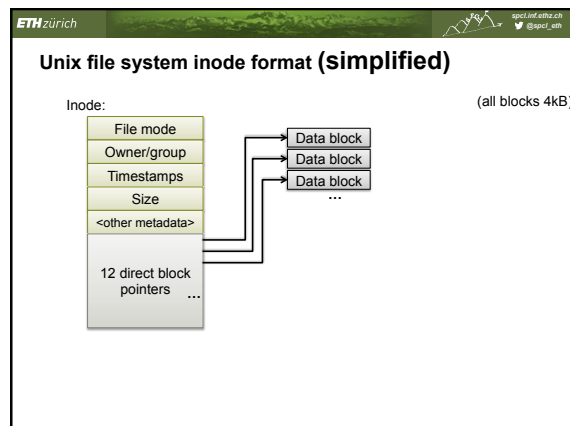 ETH zürich
spcl.inf.ethz.ch
@spcl_eth
Unix file system inode format (simplified)
Inode:
(all blocks 4kB)
File mode
Owner/group
Timestamps
Size
<other metadata>
12 direct block
pointers ...
Data block
Data block
Data block
...